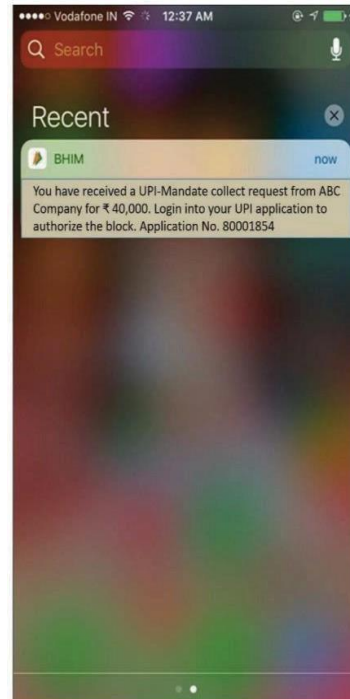 ●●●●○ Vodafone IN 12:37 AM
Search
Recent
BHIM now
You have received a UPI-Mandate collect request from ABC
Company for ₹ 40,000. Login into your UPI application to
authorize the block. Application No. 80001854